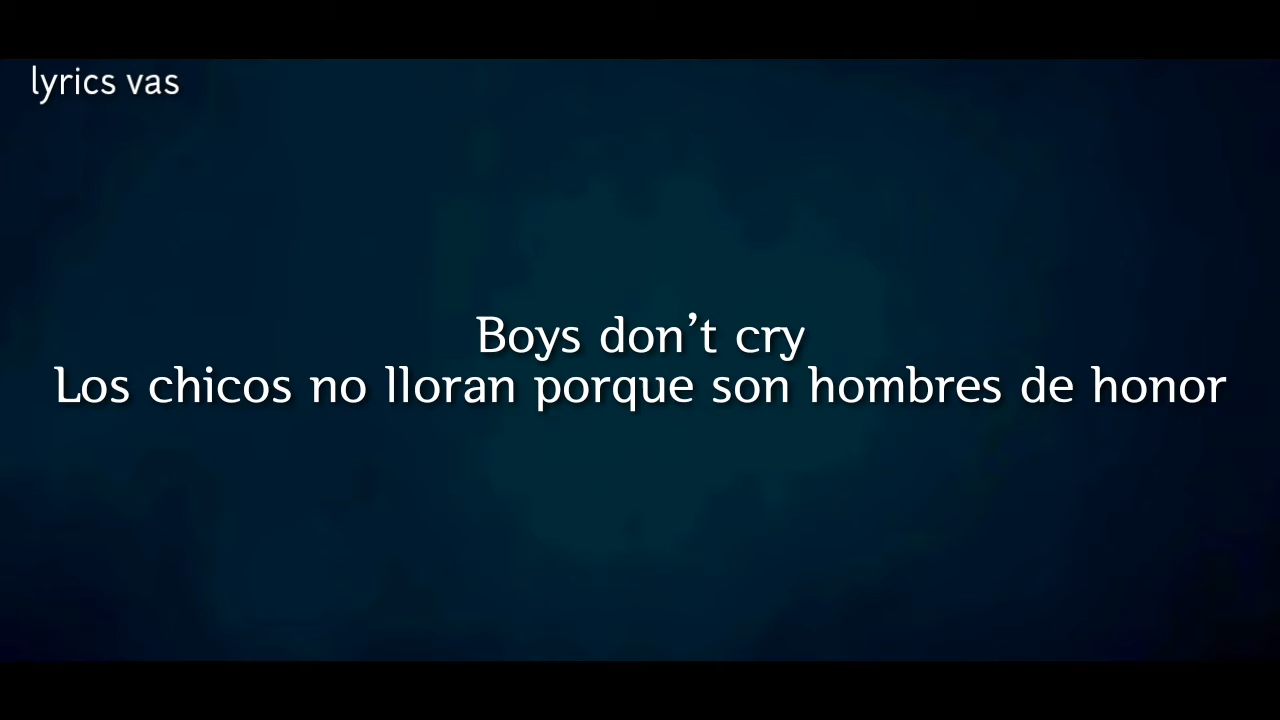 lyrics vas
Boys don’t cry
Los chicos no lloran porque son hombres de honor